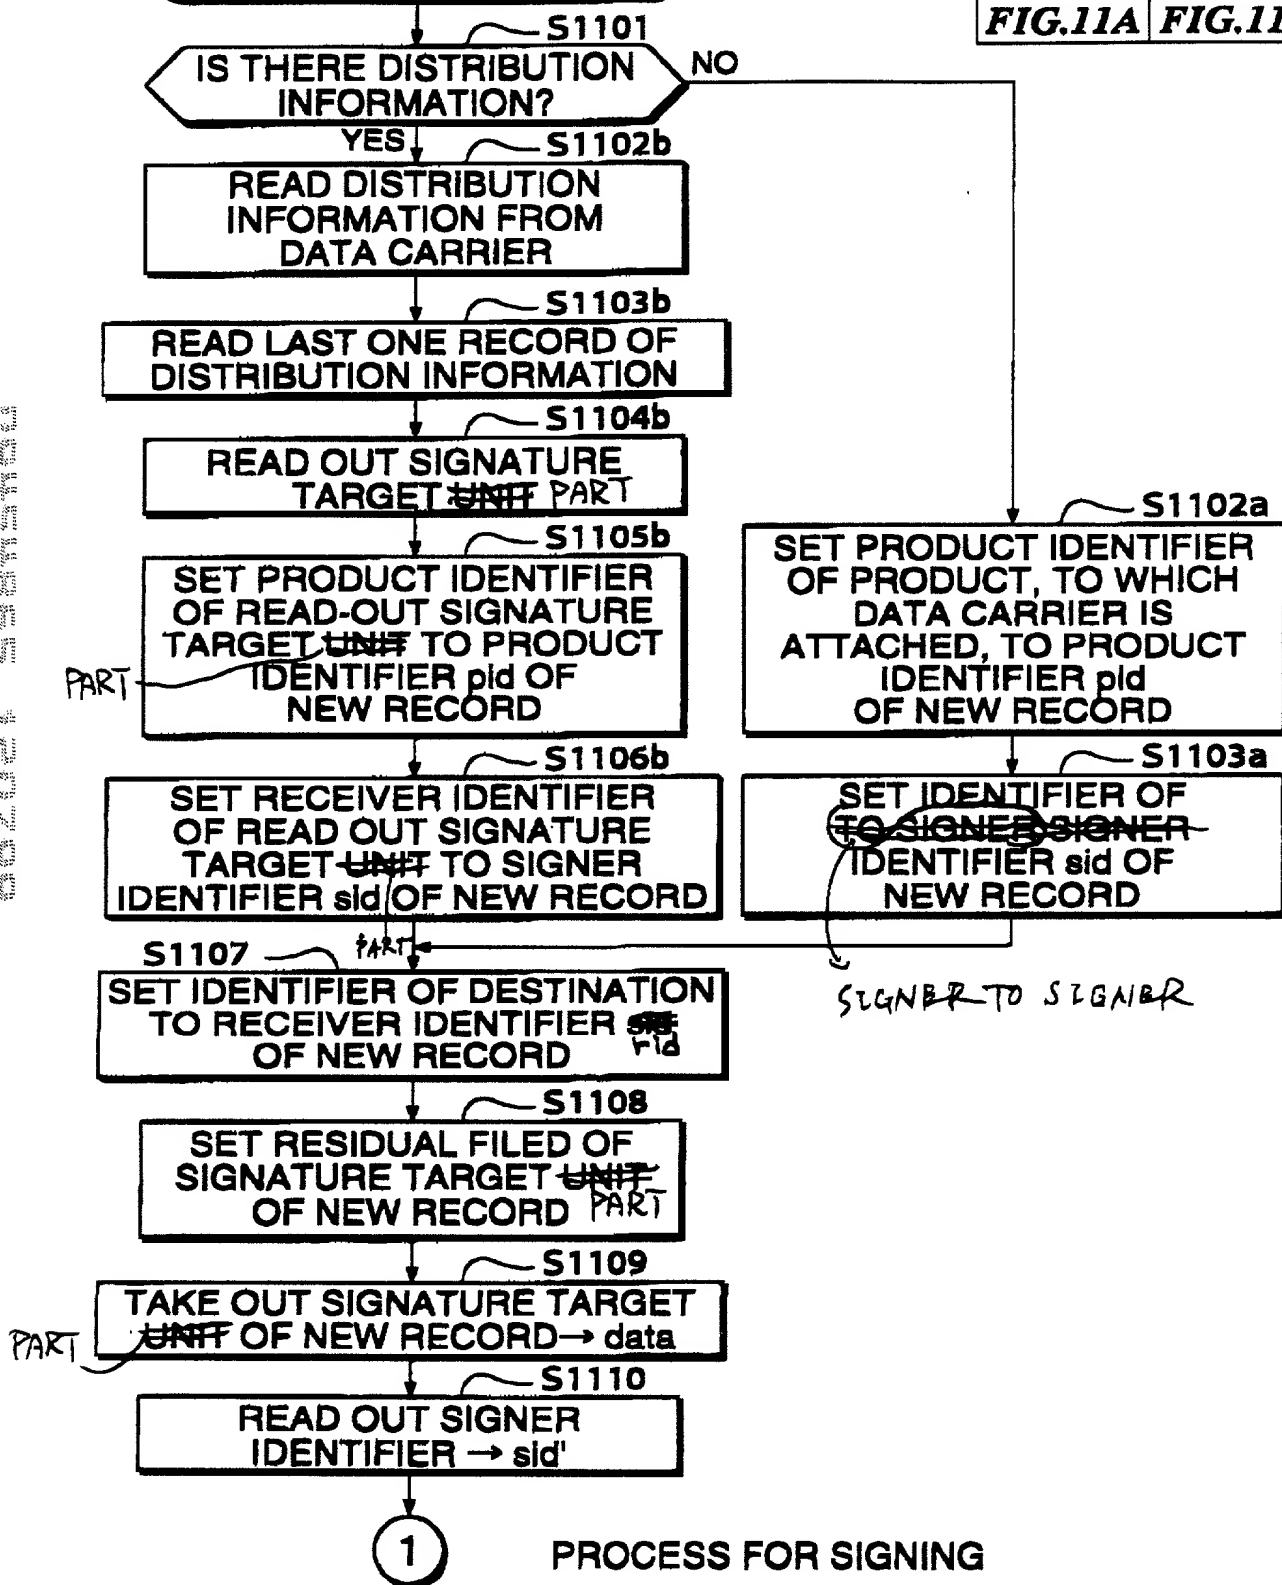 FIG.11A FIG.11
S1101
IS THERE DISTRIBUTION
INFORMATION?
NO
YES
S1102b
READ DISTRIBUTION
INFORMATION FROM
DATA CARRIER
S1103b
READ LAST ONE RECORD OF
DISTRIBUTION INFORMATION
S1104b
READ OUT SIGNATURE
TARGET UNIT PART
S1105b
SET PRODUCT IDENTIFIER
OF READ-OUT SIGNATURE
TARGET UNIT TO PRODUCT
IDENTIFIER pid OF
NEW RECORD
PART
S1102a
SET PRODUCT IDENTIFIER
OF PRODUCT, TO WHICH
DATA CARRIER IS
ATTACHED, TO PRODUCT
IDENTIFIER pid
OF NEW RECORD
S1106b
SET RECEIVER IDENTIFIER
OF READ OUT SIGNATURE
TARGET UNIT TO SIGNER
IDENTIFIER sid OF NEW RECORD
PART
S1103a
SET IDENTIFIER OF
TO SIGNER SIGNER
IDENTIFIER sid OF
NEW RECORD
SIGNER TO SIGNER
S1107
SET IDENTIFIER OF DESTINATION
TO RECEIVER IDENTIFIER
rid
OF NEW RECORD
S1108
SET RESIDUAL FILED OF
SIGNATURE TARGET UNIT
OF NEW RECORD PART
S1109
TAKE OUT SIGNATURE TARGET
UNIT OF NEW RECORD→ data
PART
S1110
READ OUT SIGNER
IDENTIFIER → sid'
1
PROCESS FOR SIGNING